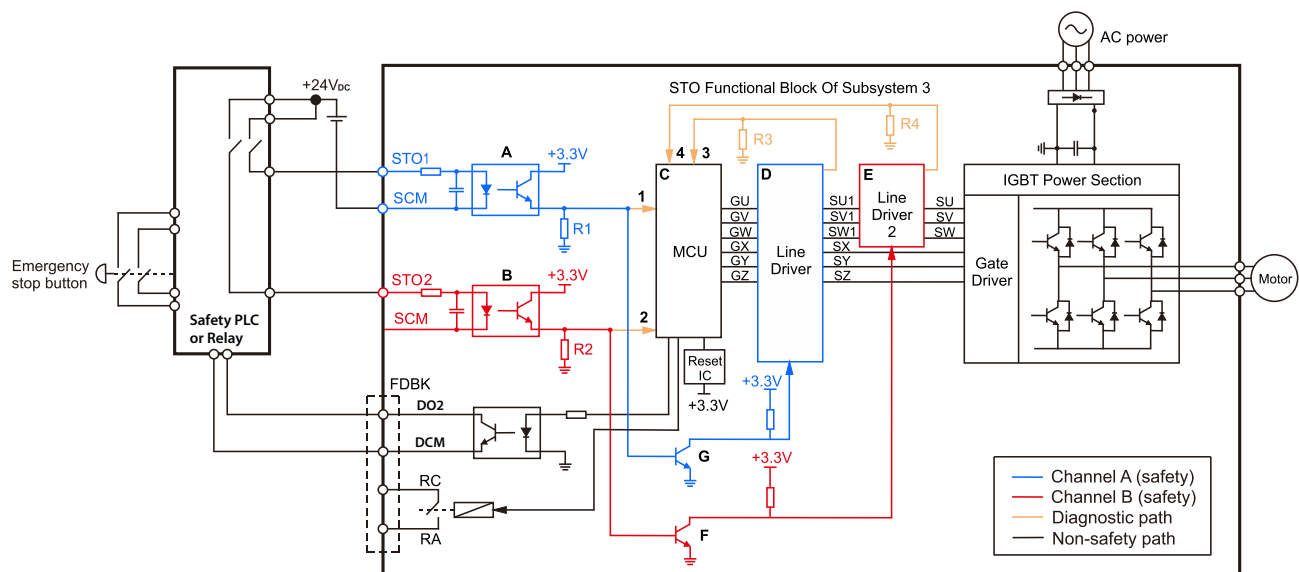 AC power
STO Functional Block Of Subsystem 3
+24VDC
R4
R3
STO1
A
+3.3V
4
3
C
D
E
IGBT Power Section
SCM
1
R1
GU
GV
GW
GX
GY
GZ
MCU
Line
Driver
SU1
SV1
SW1
SX
SY
SZ
Line
Driver
2
SU
SV
SW
Gate
Driver
Motor
Emergency
stop button
STO2
B
+3.3V
SCM
2
R2
Safety PLC
or Relay
Reset
IC
+3.3V
+3.3V
FDBK
DO2
DCM
G
+3.3V
RC
RA
F
Channel A (safety)
Channel B (safety)
Diagnostic path
Non-safety path